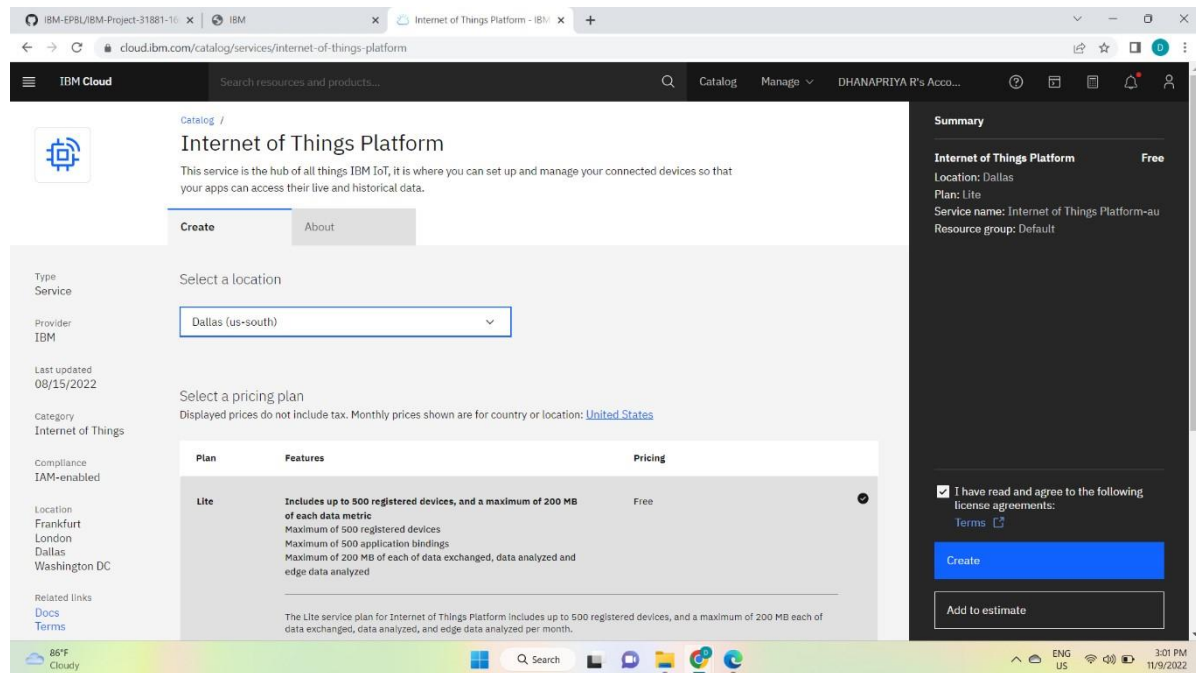 IBM-EPBL/IBM-Project-31881-16
IBM
Internet of Things Platform - IBM
cloud.ibm.com/catalog/services/internet-of-things-platform
D
IBM Cloud
Search resources and products...
Catalog
Manage
DHANAPRIYA R's Acco...
Catalog /
Internet of Things Platform
This service is the hub of all things IBM IoT, it is where you can set up and manage your connected devices so that
your apps can access their live and historical data.
Create
About
Type
Service
Provider
IBM
Last updated
08/15/2022
Category
Internet of Things
Compliance
IAM-enabled
Location
Frankfurt
London
Dallas
Washington DC
Related links
Docs
Terms
Select a location
Dallas (us-south)
Select a pricing plan
Displayed prices do not include tax. Monthly prices shown are for country or location: United States
Plan
Features
Pricing
Lite
Includes up to 500 registered devices, and a maximum of 200 MB
of each data metric
Maximum of 500 registered devices
Maximum of 500 application bindings
Maximum of 200 MB of each of data exchanged, data analyzed and
edge data analyzed
Free
The Lite service plan for Internet of Things Platform includes up to 500 registered devices, and a maximum of 200 MB each of
data exchanged, data analyzed, and edge data analyzed per month.
Summary
Internet of Things Platform
Free
Location: Dallas
Plan: Lite
Service name: Internet of Things Platform-au
Resource group: Default
I have read and agree to the following
license agreements:
Terms
Create
Add to estimate
86°F
Cloudy
Search
ENG
US
3:01 PM
11/9/2022